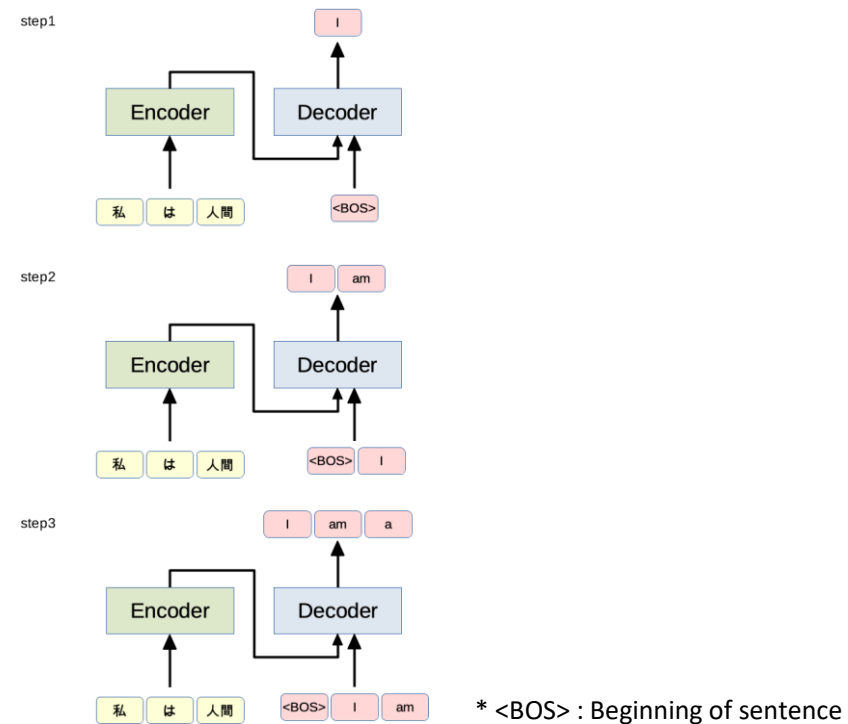 step1
I
Encoder Decoder
私 は 人間 <BOS>
step2
I am
Encoder Decoder
私 は 人間 <BOS> I
step3
I am a
Encoder Decoder
私 は 人間 <BOS> I am * <BOS> : Beginning of sentence